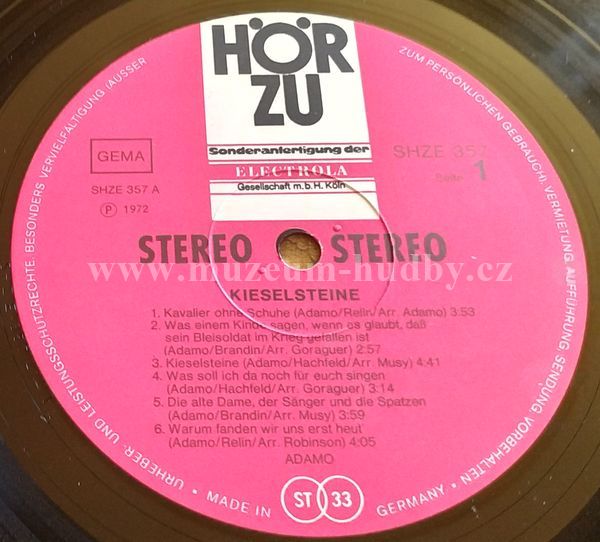 HÖR
ZU
Sonderanfertigung der
ELECTROLA
Gesellschaft m.b.H. Köln
GEMA
SHZE 357 A
Ⓟ 1972
SHZE 357
Seite 1
STEREO STEREO
www.muzeum-hudby.cz
KIESELSTEINE
1. Kavalier ohne Schuhe (Adamo/Relin/Arr. Adamo) 3:53
2. Was einem Kinde sagen, wenn es glaubt, daß
sein Bleisoldat im Krieg gefallen ist
(Adamo/Brandin/Arr. Goraguer) 2:57
3. Kieselsteine (Adamo/Hachfeld/Arr. Musy) 4:41
4. Was soll ich da noch für euch singen
(Adamo/Hachfeld/Arr. Goraguer) 3:14
5. Die alte Dame, der Sänger und die Spatzen
(Adamo/Brandin/Arr. Musy) 3:59
6. Warum fanden wir uns erst heut
(Adamo/Relin/Arr. Robinson) 4:05
ADAMO
URHEBER- UND LEISTUNGSSCHUTZRECHTE, BESONDERS VERVIELFÄLTIGUNG (AUSSER ZUM PERSÖNLICHEN GEBRAUCH), VERMIETUNG, AUFFÜHRUNG, SENDUNG, VORBEHALTEN
• MADE IN ST 33 GERMANY •